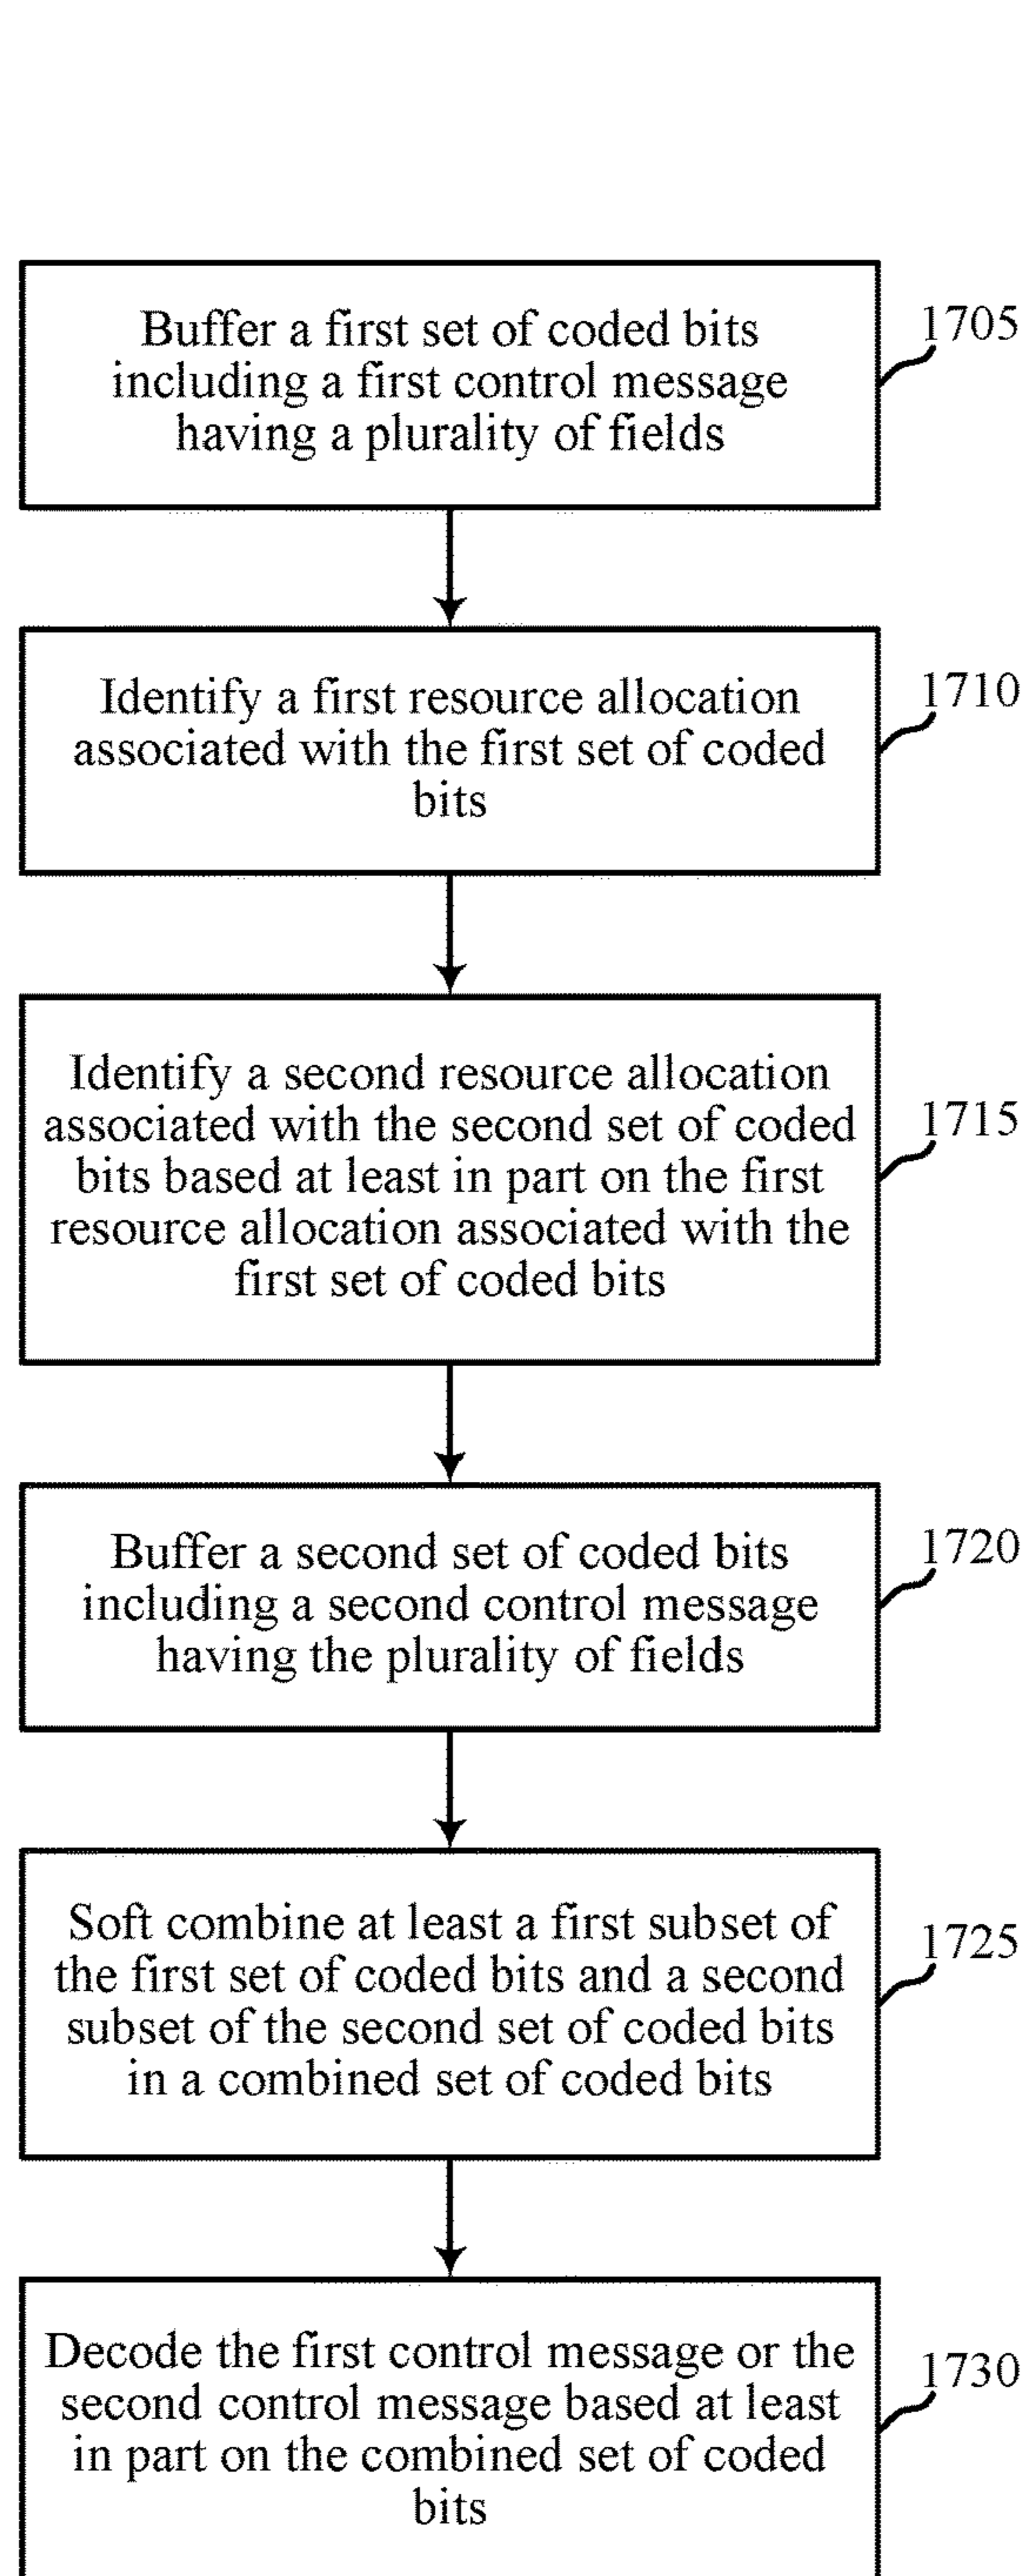 Buffer a first set of coded bits
including a first control message
having a plurality of fields
1705
Identify a first resource allocation
associated with the first set of coded
bits
1710
Identify a second resource allocation
associated with the second set of coded
bits based at least in part on the first
resource allocation associated with the
first set of coded bits
1715
Buffer a second set of coded bits
including a second control message
having the plurality of fields
1720
Soft combine at least a first subset of
the first set of coded bits and a second
subset of the second set of coded bits
in a combined set of coded bits
1725
Decode the first control message or the
second control message based at least
in part on the combined set of coded
bits
1730